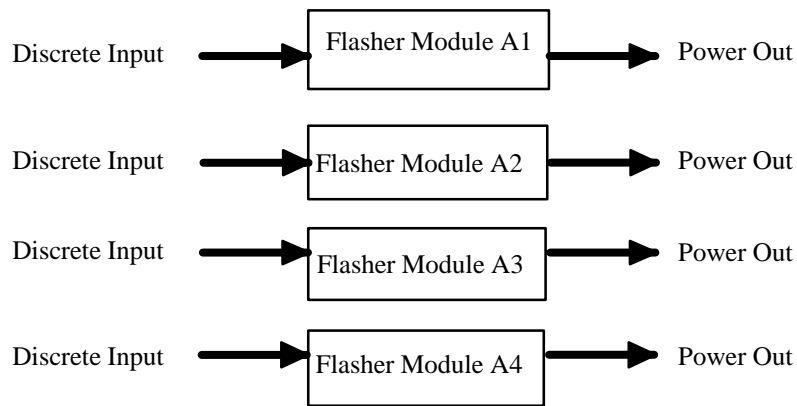 Discrete Input Flasher Module A1 Power Out
Discrete Input Flasher Module A2 Power Out
Discrete Input Flasher Module A3 Power Out
Discrete Input Flasher Module A4 Power Out